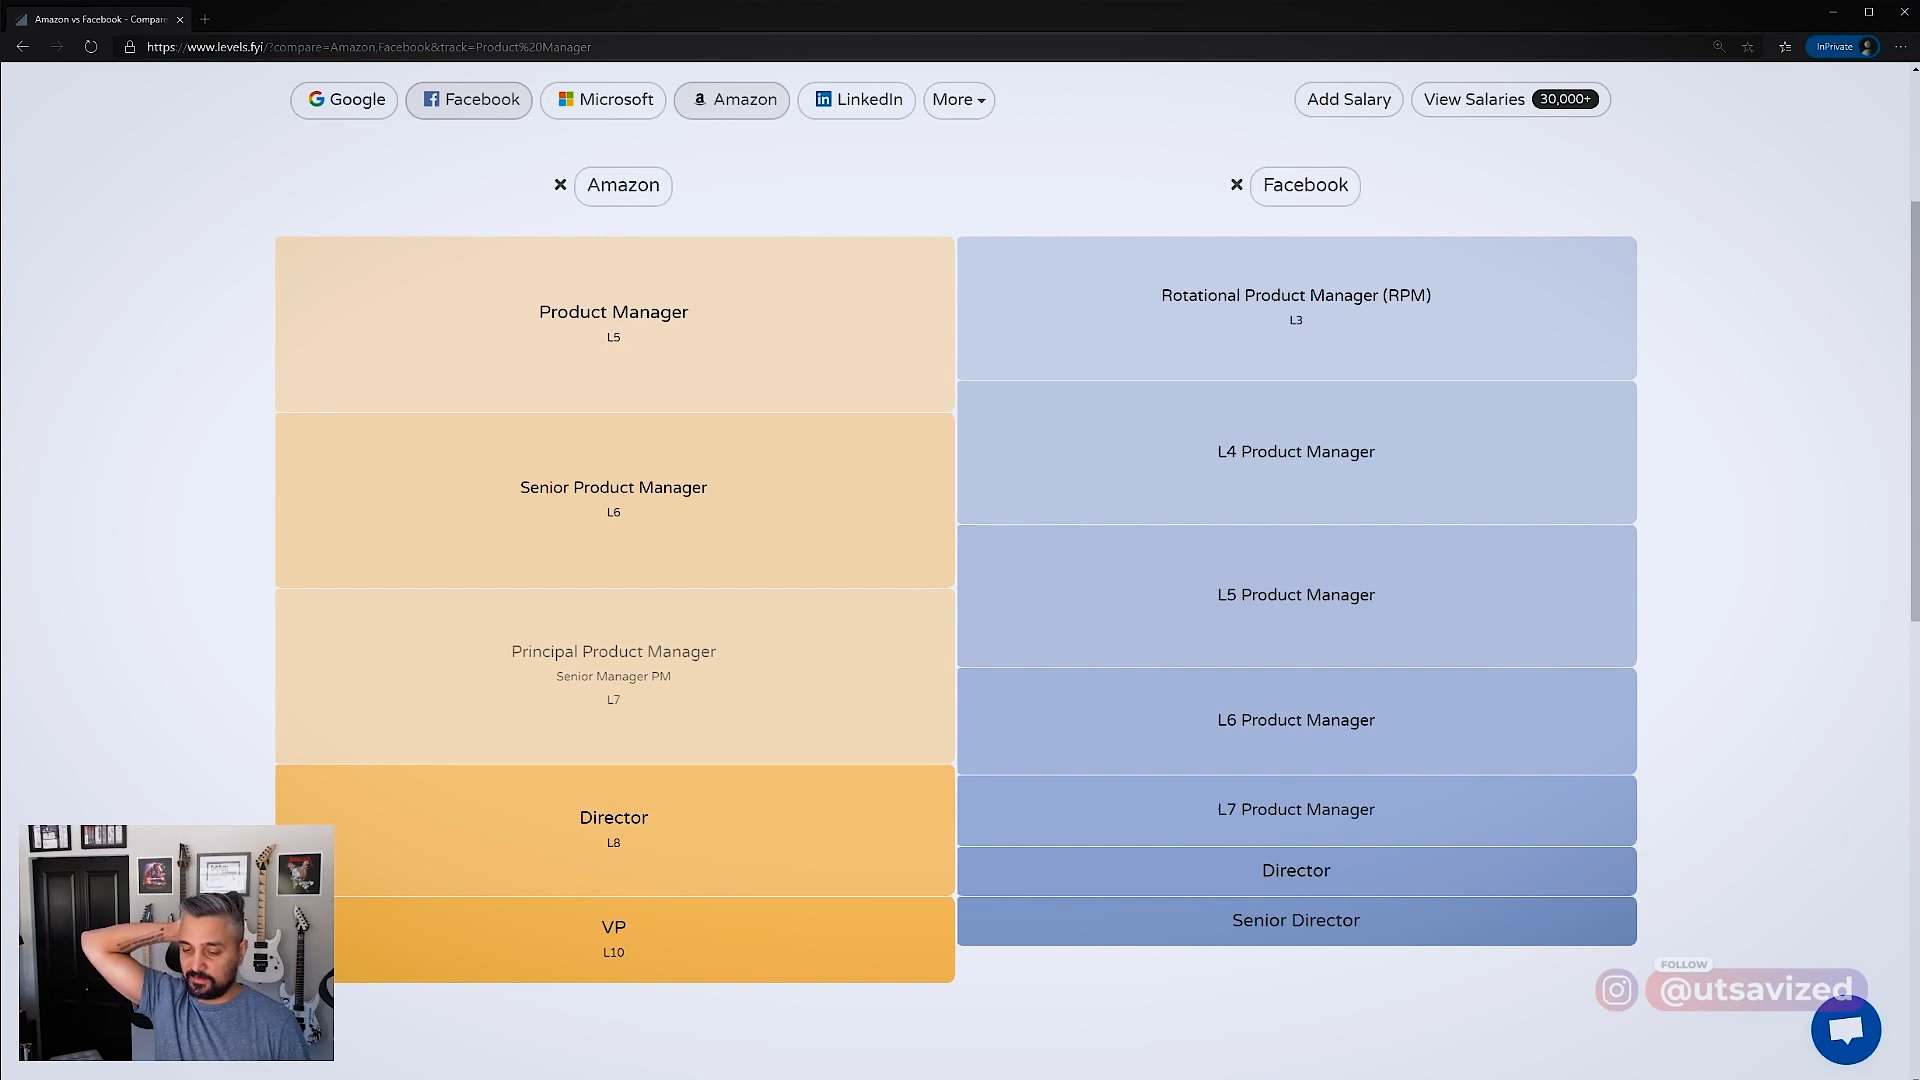 Amazon vs Facebook - Compare
https://www.levels.fyi/?compare=Amazon,Facebook&track=Product%20Manager
InPrivate
Google
Facebook
Microsoft
Amazon
LinkedIn
More
Add Salary
View Salaries 30,000+
Amazon
Facebook
Product Manager
L5
Senior Product Manager
L6
Principal Product Manager
Senior Manager PM
L7
Director
L8
VP
L10
Rotational Product Manager (RPM)
L3
L4 Product Manager
L5 Product Manager
L6 Product Manager
L7 Product Manager
Director
Senior Director
FOLLOW
@utsavized